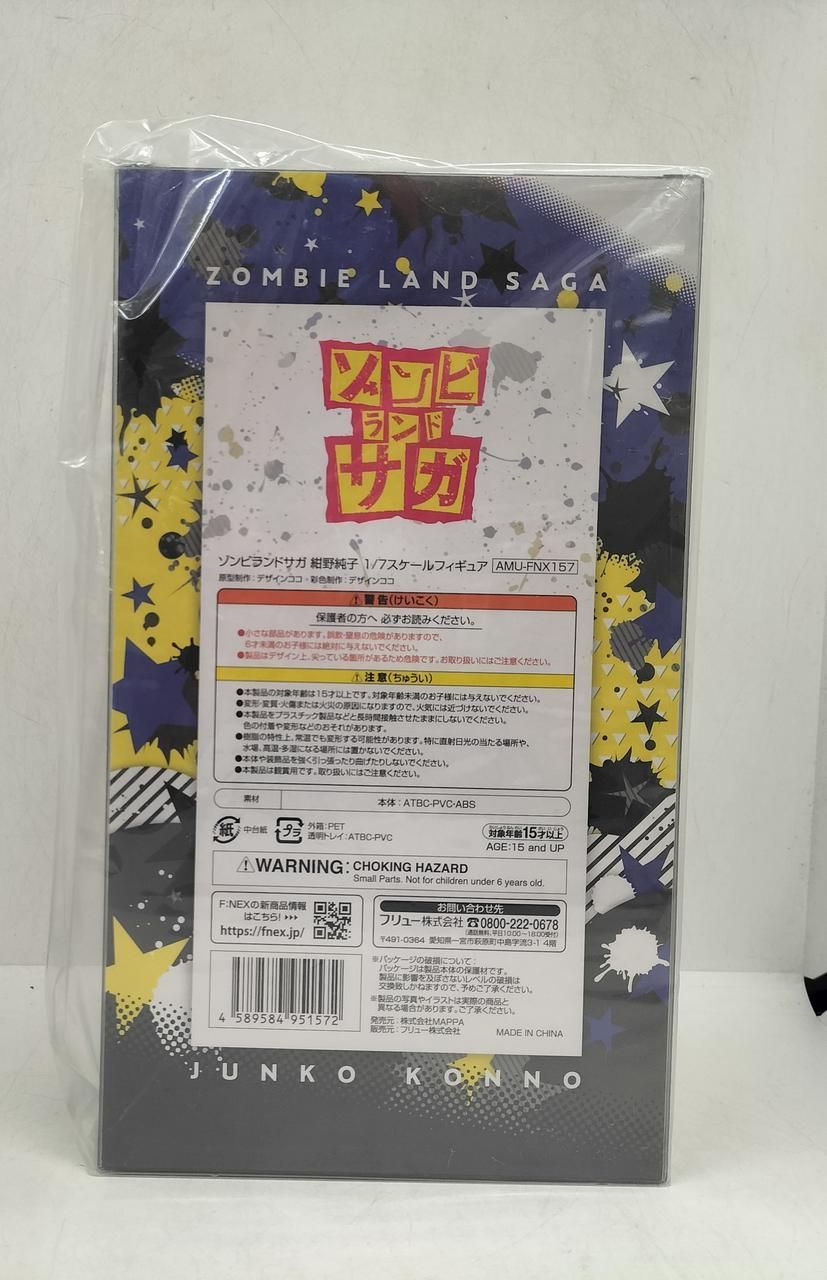 ZOMBIE LAND SAGA
ゾンビ
ランド
サガ
ゾンビランドサガ 紺野純子 1/7スケールフィギュア AMU-FNX157
原型制作：デザインココ 彩色制作：デザインココ
⚠警告(けいこく)
保護者の方へ 必ずお読みください。
●小さな部品があります。誤飲・窒息の危険がありますので、
6才未満のお子様には絶対に与えないでください。
●製品はデザイン上、尖っている箇所があるため危険です。お取り扱いにはご注意ください。
⚠注意(ちゅうい)
●本製品の対象年齢は15才以上です。対象年齢未満のお子様には与えないでください。
●変形・変質・火傷または火災の原因になりますので、火気には近づけないでください。
●本製品をプラスチック製品などと長時間接触させたままにしないでください。
色の付着や変形などのおそれがあります。
●樹脂の特性上、常温でも変形する可能性があります。特に直射日光の当たる場所や、
水場、高温・多湿になる場所には置かないでください。
●本体や装飾品を強く引っ張ったり曲げたりしないでください。
●本製品は観賞用です。取り扱いにはご注意ください。
素材 本体：ATBC-PVC・ABS
紙 中台紙 プラ 外箱：PET
透明トレイ：ATBC-PVC
対象年齢15才以上
AGE:15 and UP
⚠WARNING: CHOKING HAZARD
Small Parts. Not for children under 6 years old.
F:NEXの新商品情報
はこちら! ›››
https://fnex.jp/
お問い合わせ先
フリュー株式会社 ☎0800-222-0678
(通話無料、平日10:00〜18:00受付)
〒491-0364 愛知県一宮市萩原町中島字流3-1 4階
※パッケージの破損について：
パッケージは製品本体の保護材です。
製品に影響を及ぼさないレベルの破損は
交換致しかねますので、予めご了承ください。
※製品の写真やイラストは実際の商品と
異なる場合があります。ご了承ください。
発売元：株式会社MAPPA
販売元：フリュー株式会社 MADE IN CHINA
4 589584 951572
JUNKO KONNO